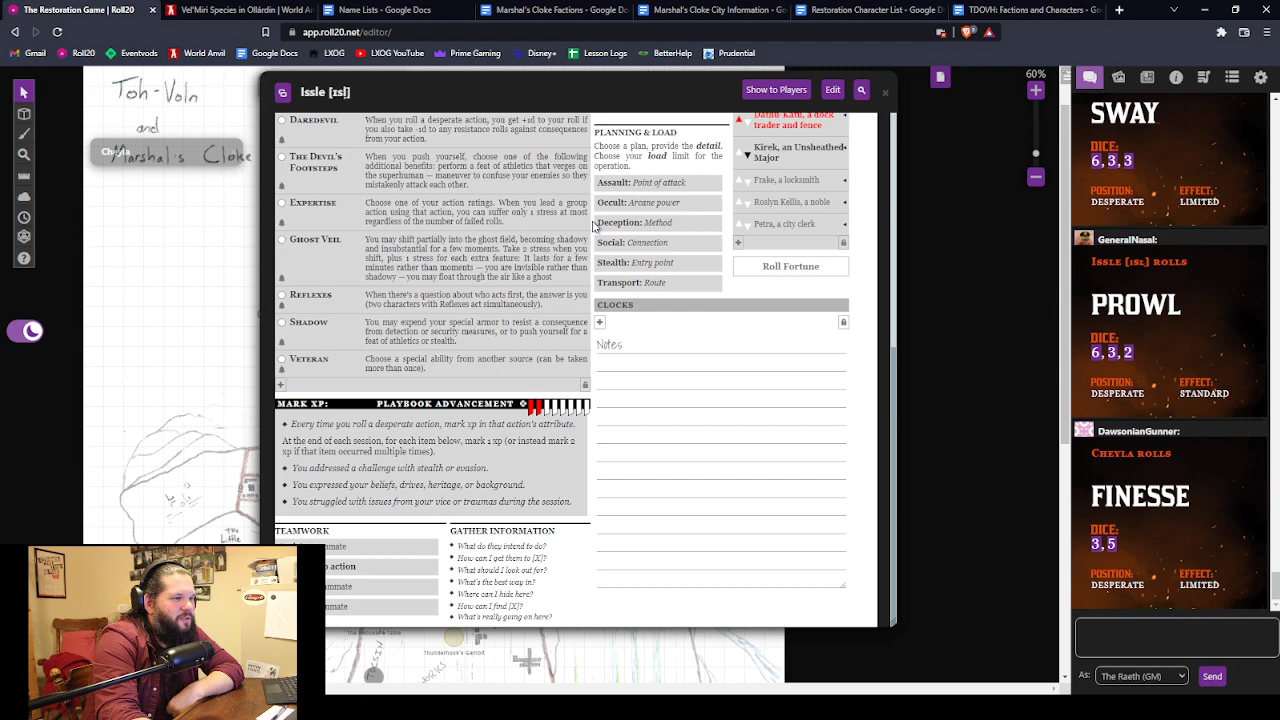 The Restoration Game | Roll20
Vel'Miri Species in Ollárdin | World A
Name Lists - Google Docs
Marshal's Cloke Factions - Google Do
Marshal's Cloke City Information - Go
Restoration Character List - Google D
TDOVH: Factions and Characters - G
app.roll20.net/editor/
Gmail
Roll20
Eventrods
World Anvil
Google Docs
LXOG
LXOG YouTube
Prime Gaming
Disney+
Lesson Logs
BetterHelp
Prudential
Toh-Voln
and
Marshal's Cloke
Cheyla
60%
Issle [ɪsl]
Show to Players
Edit
DAREDEVIL
When you roll a desperate action, you get +1d to your roll if
you also take -1d to any resistance rolls against consequences
from your action.
THE DEVIL'S
FOOTSTEPS
When you push yourself, choose one of the following
additional benefits: perform a feat of athletics that verges on
the superhuman — maneuver to confuse your enemies so they
mistakenly attack each other.
EXPERTISE
Choose one of your action ratings. When you lead a group
action using that action, you can suffer only 1 stress at most
regardless of the number of failed rolls.
GHOST VEIL
You may shift partially into the ghost field, becoming shadowy
and insubstantial for a few moments. Take 2 stress when you
shift, plus 1 stress for each extra feature: It lasts for a few
minutes rather than moments — you are invisible rather than
shadowy — you may float through the air like a ghost
REFLEXES
When there's a question about who acts first, the answer is you
(two characters with Reflexes act simultaneously).
SHADOW
You may expend your special armor to resist a consequence
from detection or security measures, or to push yourself for a
feat of athletics or stealth.
VETERAN
Choose a special ability from another source (can be taken
more than once).
MARK XP:
PLAYBOOK ADVANCEMENT
Every time you roll a desperate action, mark xp in that action's attribute.
At the end of each session, for each item below, mark 1 xp (or instead mark 2
xp if that item occurred multiple times).
You addressed a challenge with stealth or evasion.
You expressed your beliefs, drives, heritage, or background.
You struggled with issues from your vice or traumas during the session.
TEAMWORK
action
GATHER INFORMATION
What do they intend to do?
How can I get them to [X]?
What should I look out for?
What's the best way in?
Where can I hide here?
How can I find [X]?
What's really going on here?
PLANNING & LOAD
Choose a plan, provide the detail.
Choose your load limit for the
operation.
Assault: Point of attack
Occult: Arcane power
Deception: Method
Social: Connection
Stealth: Entry point
Transport: Route
Dathu-Katu, a dock
trader and fence
Kirek, an Unsheathed
Major
Frake, a locksmith
Roslyn Kellis, a noble
Petra, a city clerk
Roll Fortune
CLOCKS
Notes
SWAY
DICE:
6, 3, 3
POSITION:
DESPERATE
EFFECT:
LIMITED
GeneralNasal:
ISSLE [ɪSL] ROLLS
PROWL
DICE:
6, 3, 2
POSITION:
DESPERATE
EFFECT:
STANDARD
DawsonianGunner:
CHEYLA ROLLS
FINESSE
DICE:
3, 5
POSITION:
DESPERATE
EFFECT:
LIMITED
As:
The Raeth (GM)
Send